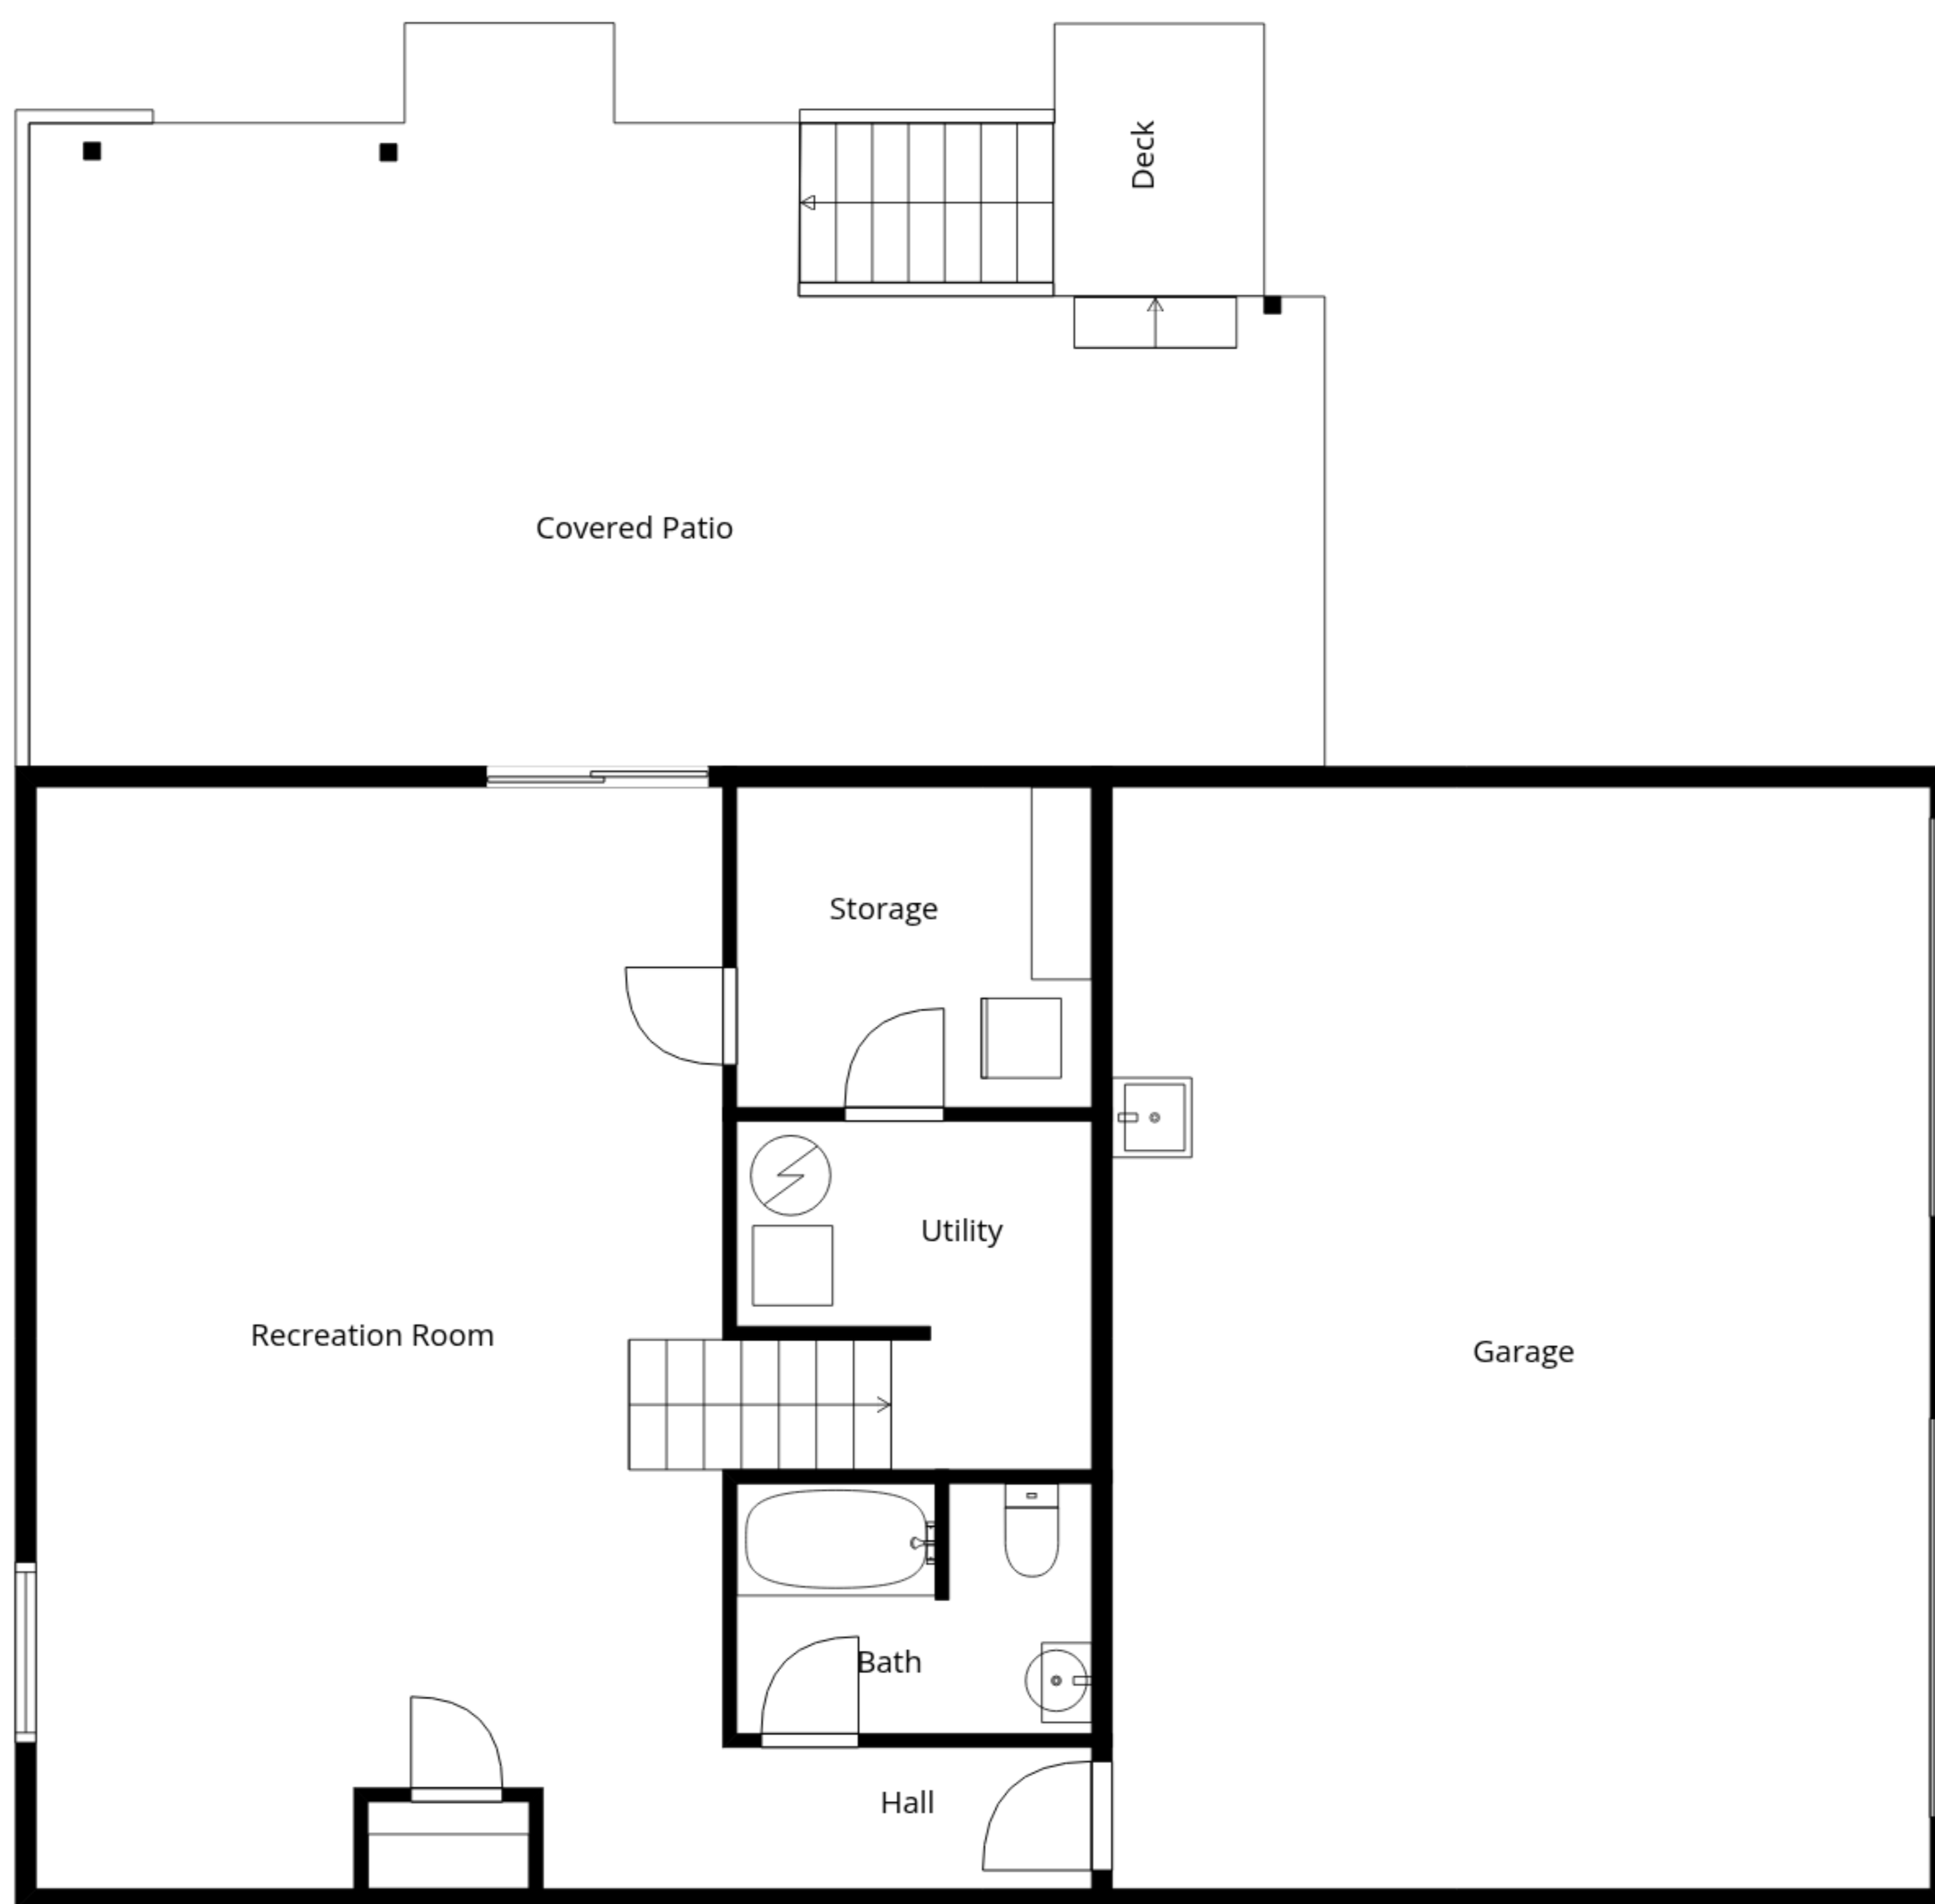 Deck
Covered Patio
Storage
Utility
Recreation Room
Garage
Bath
Hall